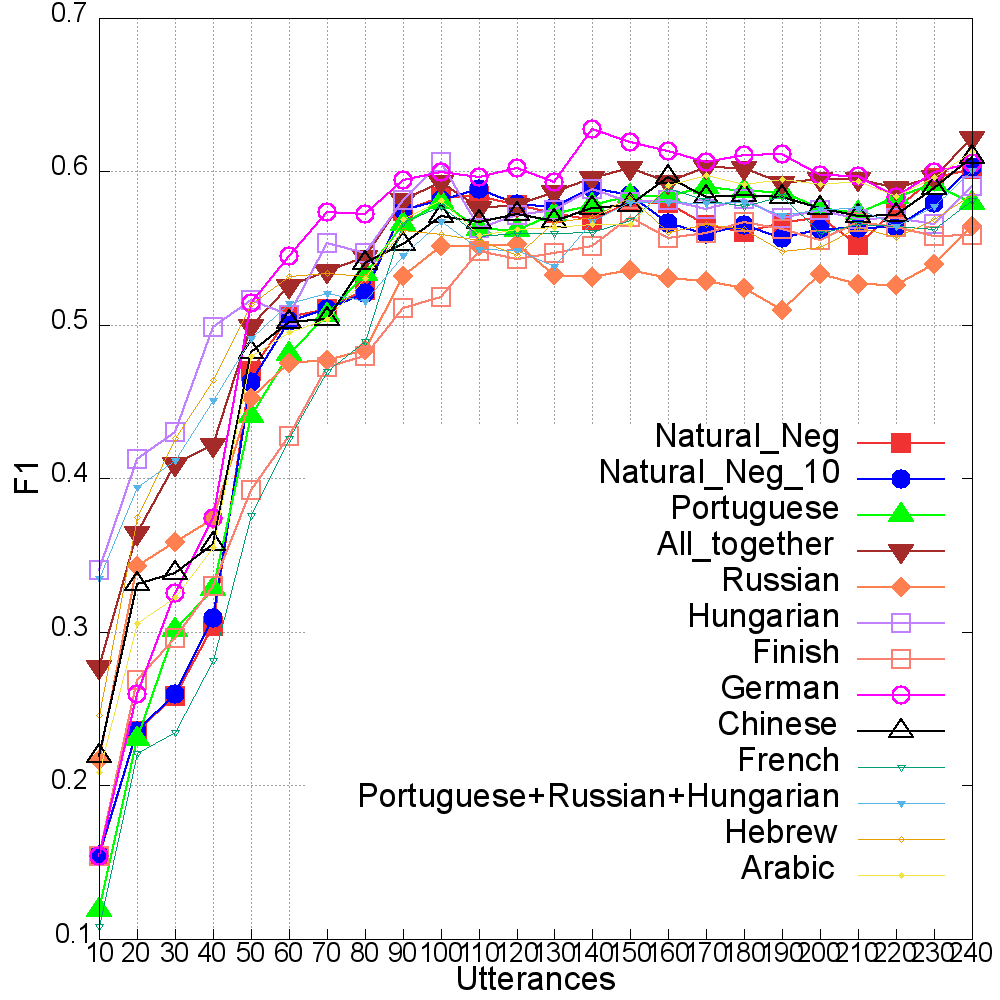 0.7
0.6
0.5
0.4
0.3
0.2
0.1
F1
Natural_Neg
Natural_Neg_10
Portuguese
All_together
Russian
Hungarian
Finish
German
Chinese
French
Portuguese+Russian+Hungarian
Hebrew
Arabic
10 20 30 40 50 60 70 80 90 100 110 120 130 140 150 160 170 180 190 200 210 220 230 240
Utterances